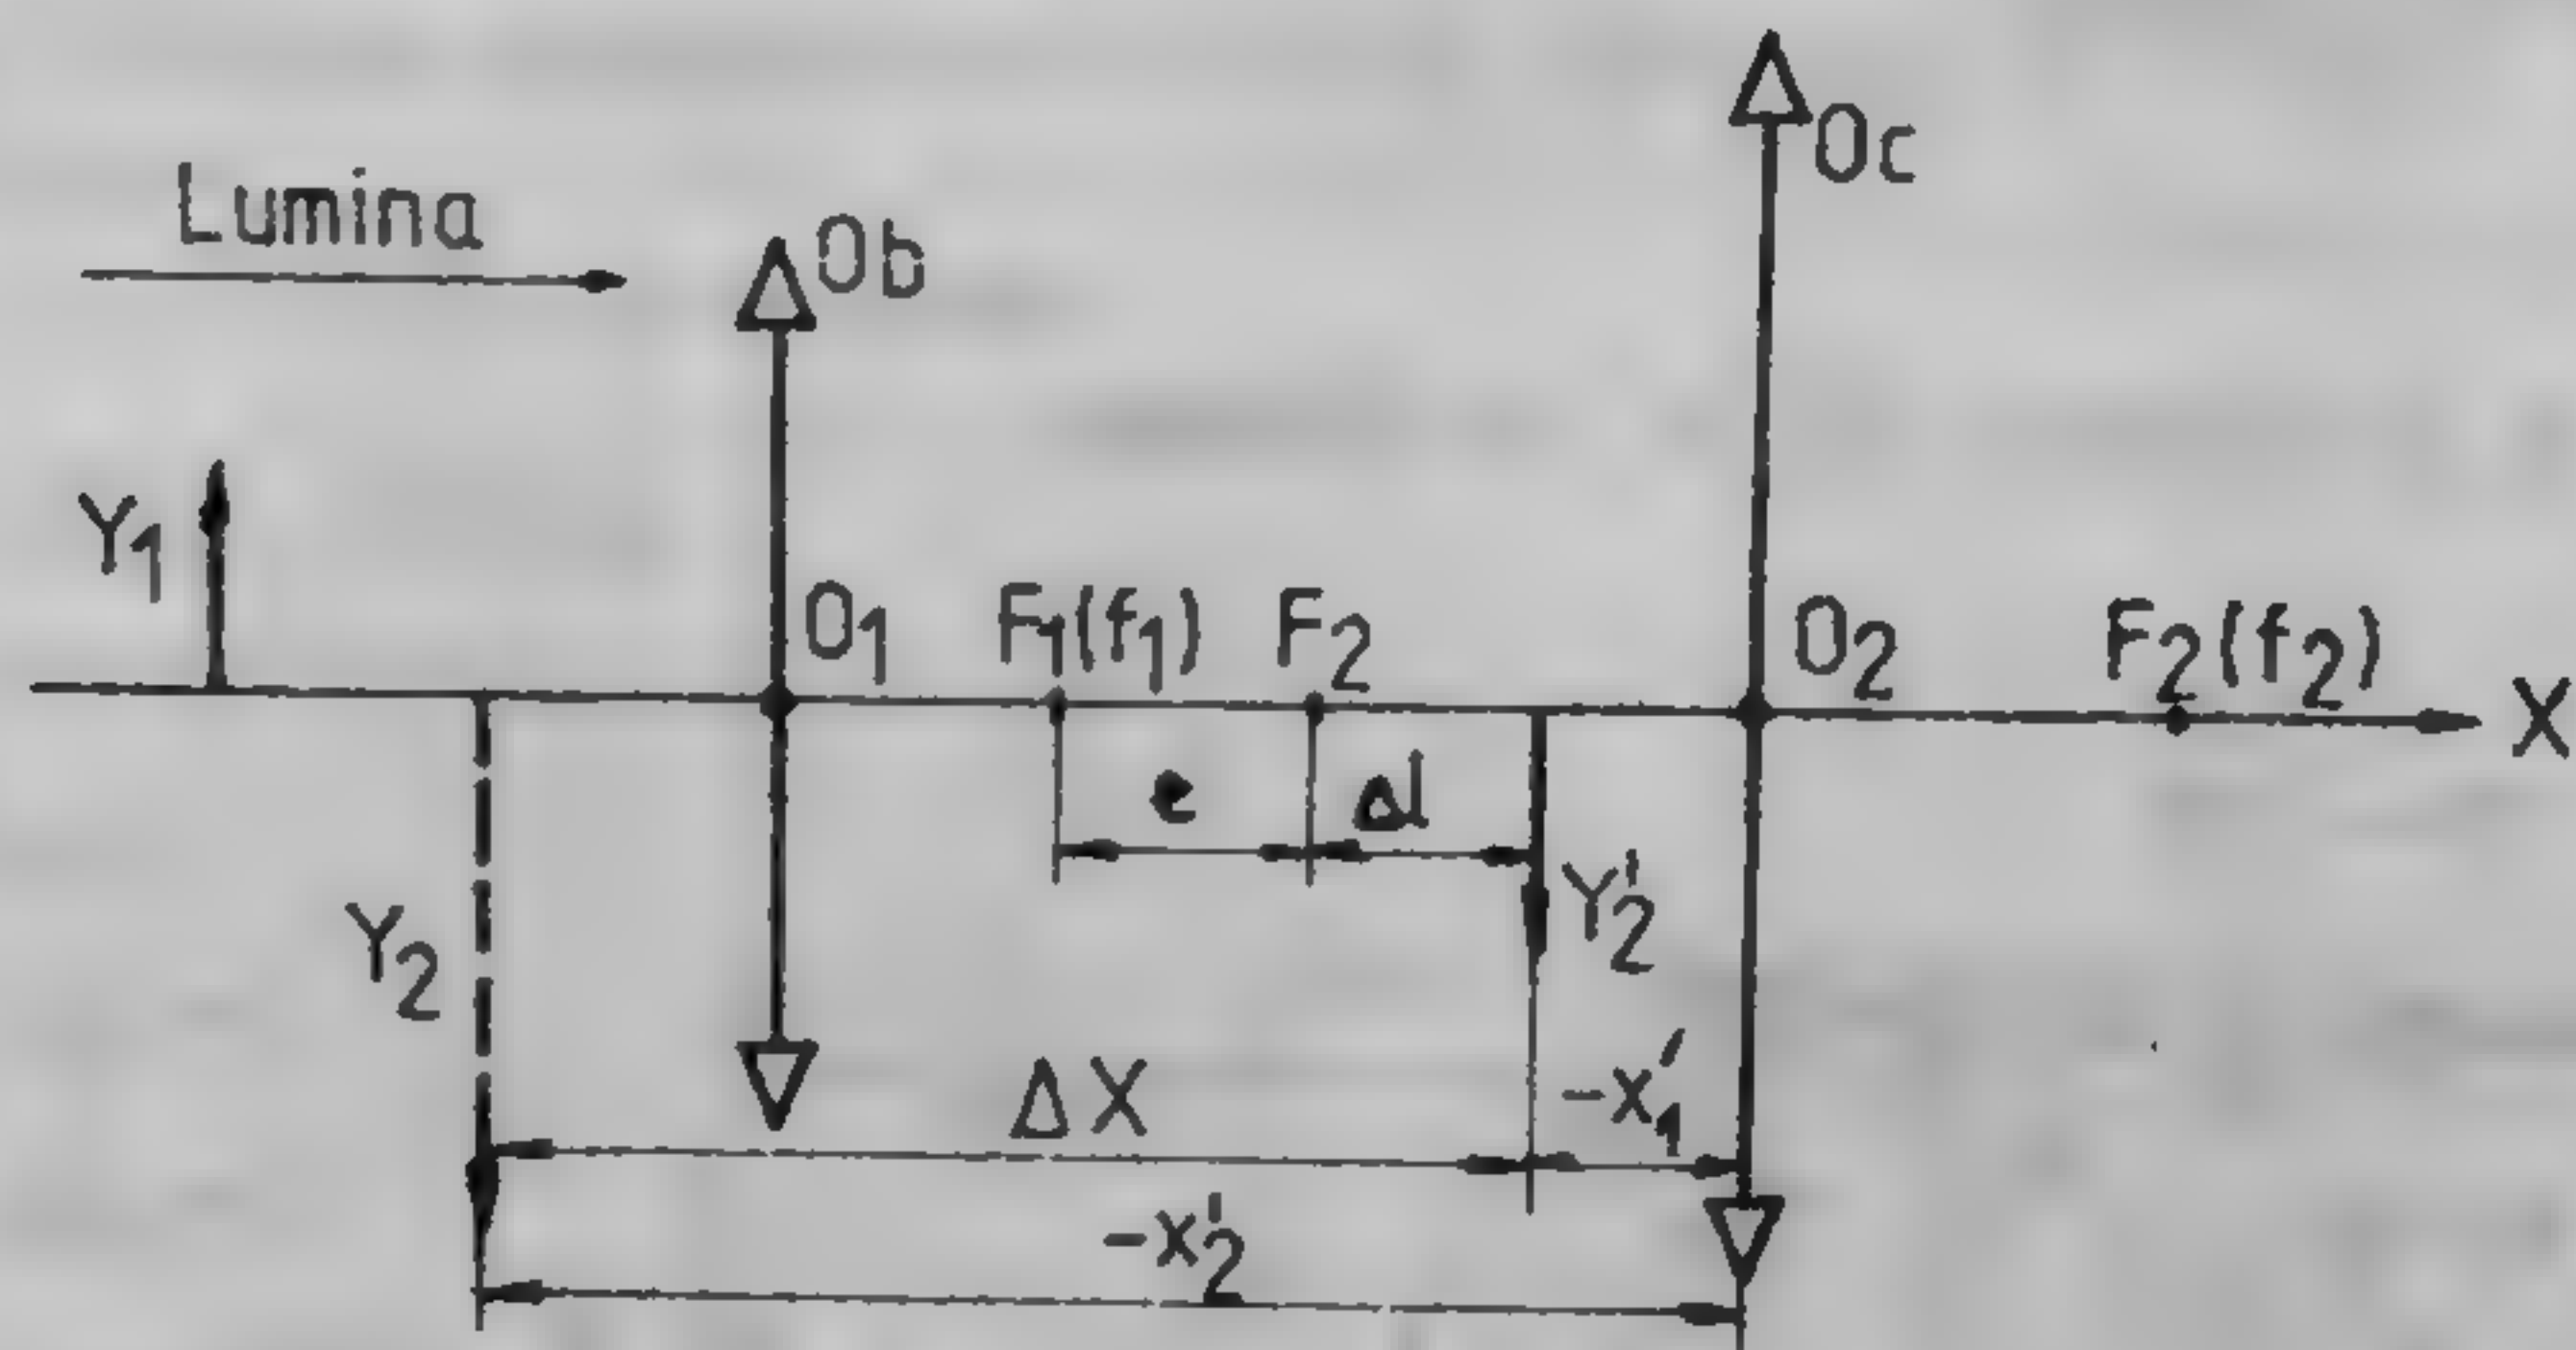 Oc
Lumina
Ob
Y₁
O₁ F₁(f₁) F₂ O₂ F₂(f₂)
X
e Δl
Y'₂
Y₂
ΔX -x'₁
-x'₂